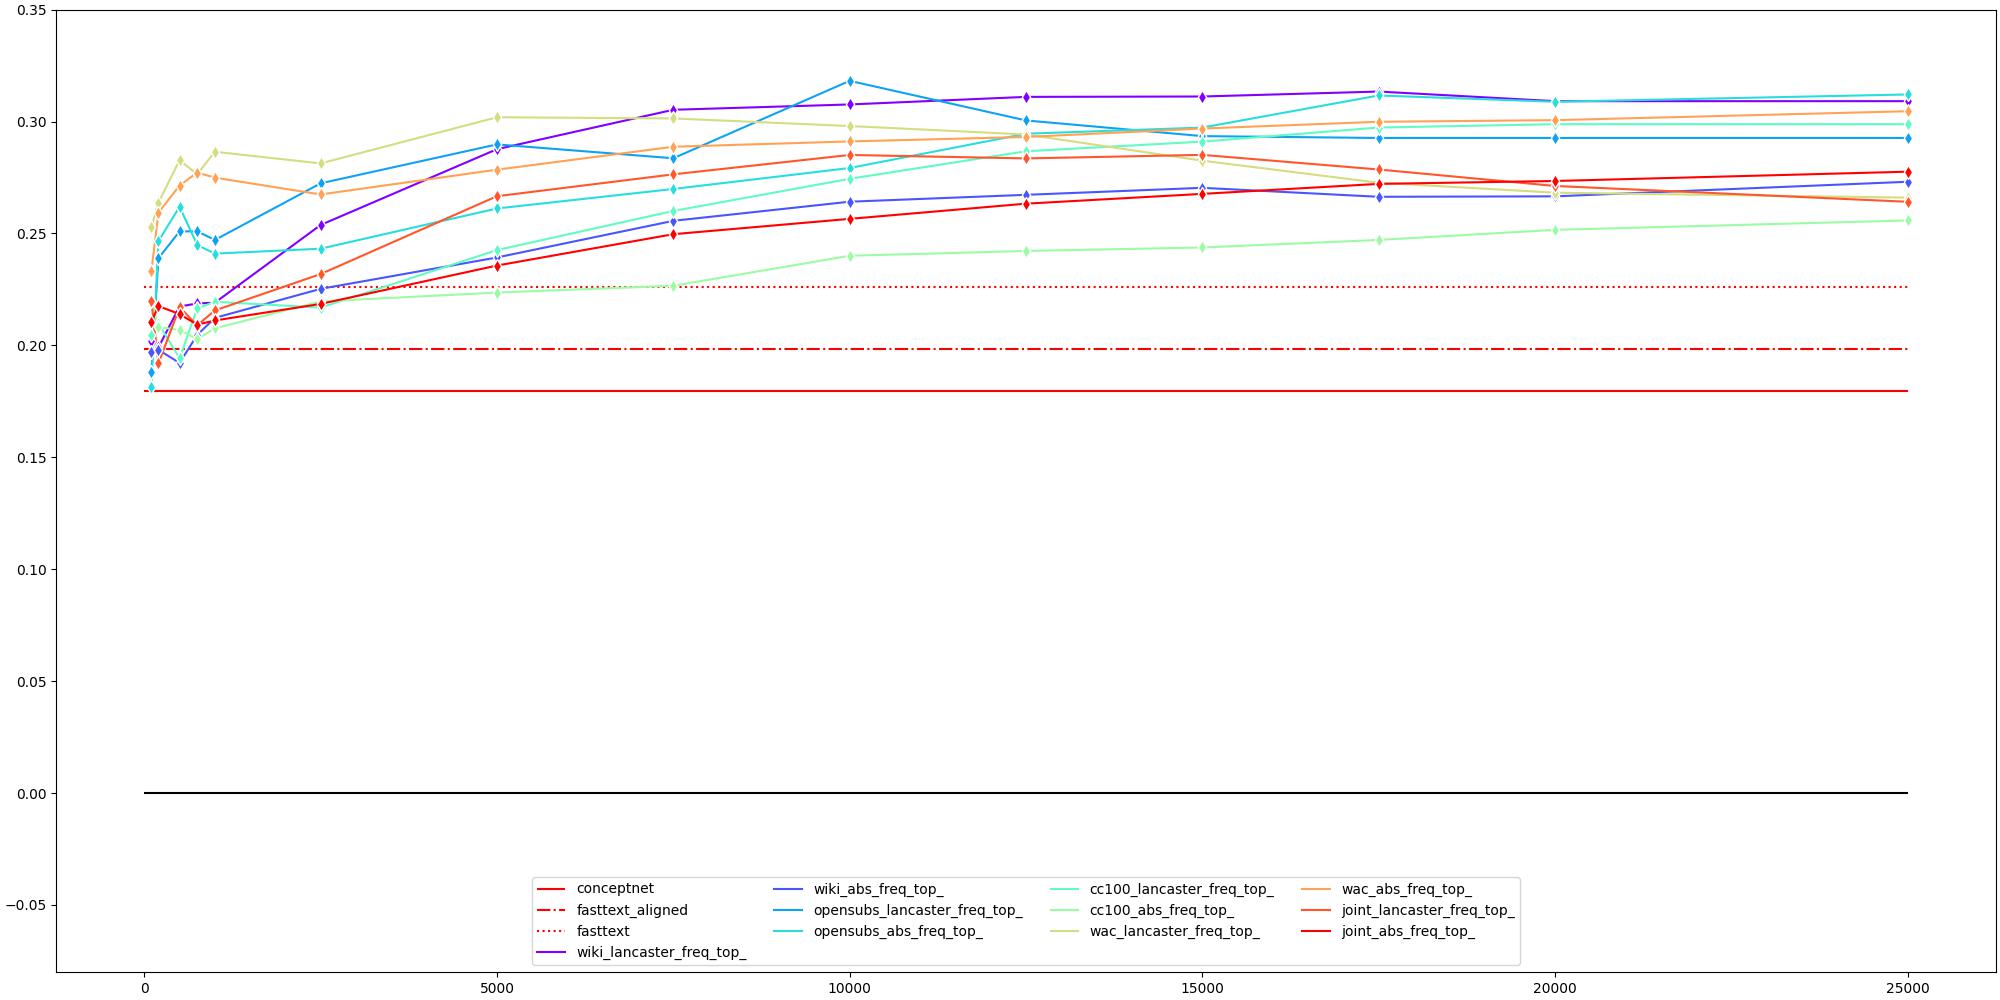 0.35
0.30
0.25
0.20
0.15
0.10
0.05
0.00
−0.05
0 5000 10000 15000 20000 25000
conceptnet
fasttext_aligned
fasttext
wiki_lancaster_freq_top_
wiki_abs_freq_top_
opensubs_lancaster_freq_top_
opensubs_abs_freq_top_
cc100_lancaster_freq_top_
cc100_abs_freq_top_
wac_lancaster_freq_top_
wac_abs_freq_top_
joint_lancaster_freq_top_
joint_abs_freq_top_